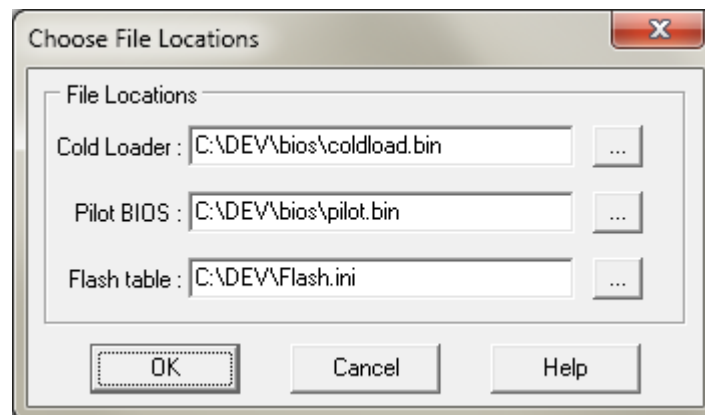 Choose File Locations
File Locations
Cold Loader : C:\DEV\bios\coldload.bin ...
Pilot BIOS : C:\DEV\bios\pilot.bin ...
Flash table : C:\DEV\Flash.ini ...
OK Cancel Help